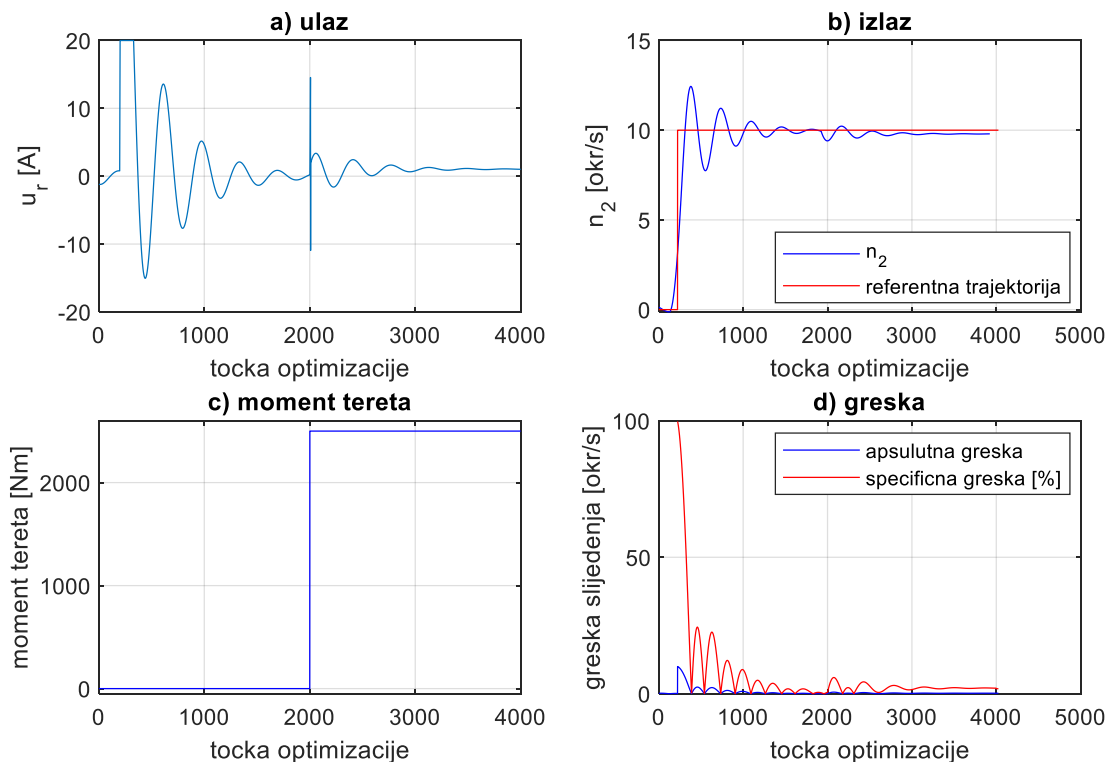 a) ulaz
20
10
0
-10
-20
u_r [A]
0
1000
2000
3000
4000
tocka optimizacije
b) izlaz
15
10
5
0
n_2 [okr/s]
n_2
referentna trajektorija
0
1000
2000
3000
4000
5000
tocka optimizacije
c) moment tereta
2000
1000
0
moment tereta [Nm]
0
1000
2000
3000
4000
tocka optimizacije
d) greska
100
50
0
greska slijedenja [okr/s]
apsulutna greska
specificna greska [%]
0
1000
2000
3000
4000
5000
tocka optimizacije